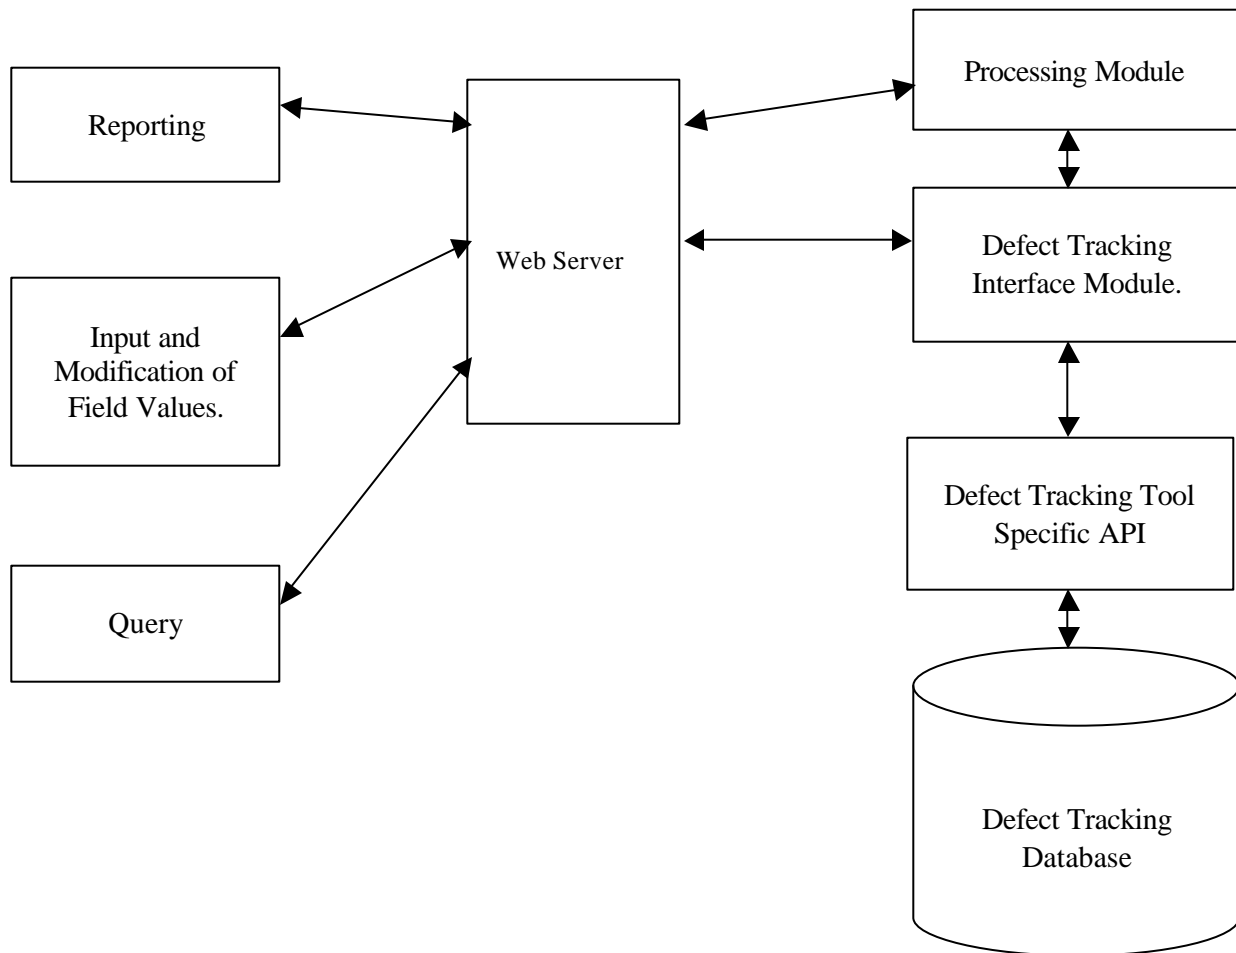 Reporting
Input and
Modification of
Field Values.
Query
Web Server
Processing Module
Defect Tracking
Interface Module.
Defect Tracking Tool
Specific API
Defect Tracking
Database